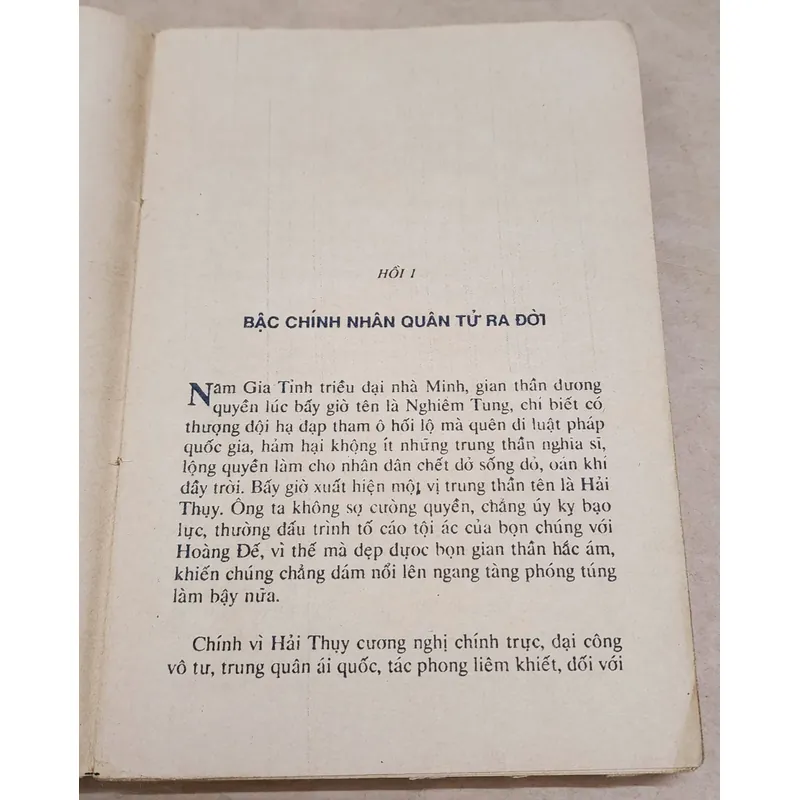 HỒI 1
BẬC CHÍNH NHÂN QUÂN TỬ RA ĐỜI
Năm Gia Tinh triều đại nhà Minh, gian thần đương
quyền lúc bấy giờ tên là Nghiêm Tung, chỉ biết có
thượng đội hạ đạp tham ô hối lộ mà quên đi luật pháp
quốc gia, hảm hại không ít những trung thần nghĩa sĩ,
lộng quyền làm cho nhân dân chết dở sống dở, oán khí
đầy trời. Bấy giờ xuất hiện một vị trung thần tên là Hải
Thụy. Ông ta không sợ cường quyền, chẳng úy kỵ bạo
lực, thường đấu trình tố cáo tội ác của bọn chúng với
Hoàng Đế, vì thế mà dẹp được bọn gian thần hắc ám,
khiến chúng chẳng dám nổi lên ngang tàng phóng túng
làm bậy nữa.
Chính vì Hải Thụy cương nghị chính trực, đại công
vô tư, trung quân ái quốc, tác phong liêm khiết, đối với